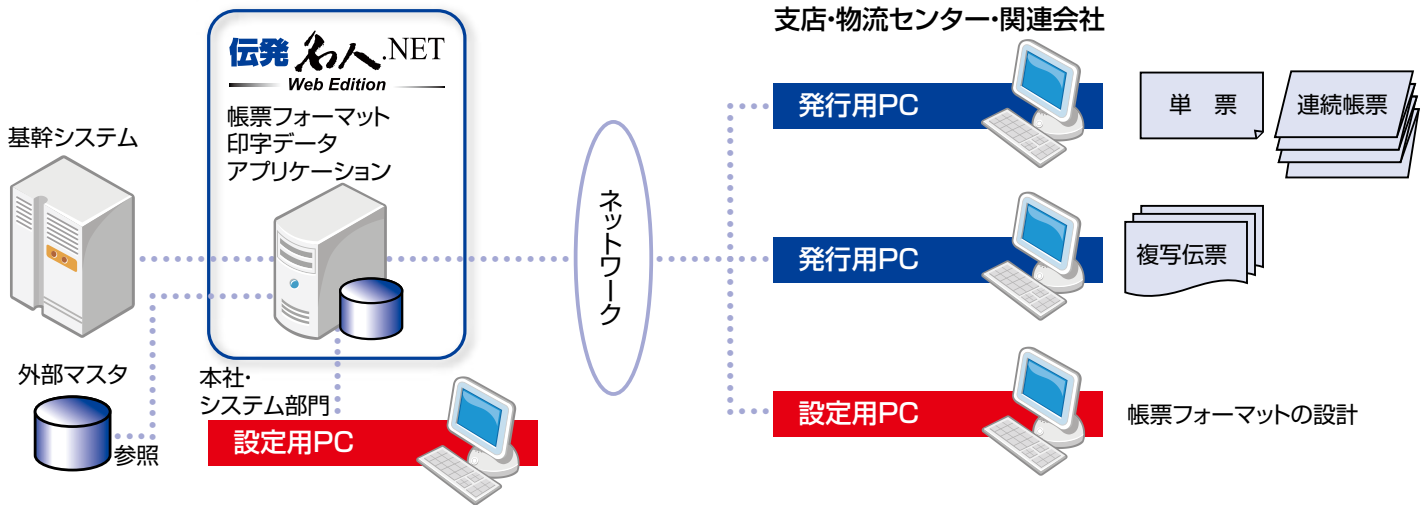 基幹システム
外部マスタ
参照
伝発名人.NET
Web Edition
帳票フォーマット
印字データ
アプリケーション
本社・
システム部門
設定用PC
ネットワーク
支店・物流センター・関連会社
発行用PC
単　票
連続帳票
発行用PC
複写伝票
設定用PC
帳票フォーマットの設計